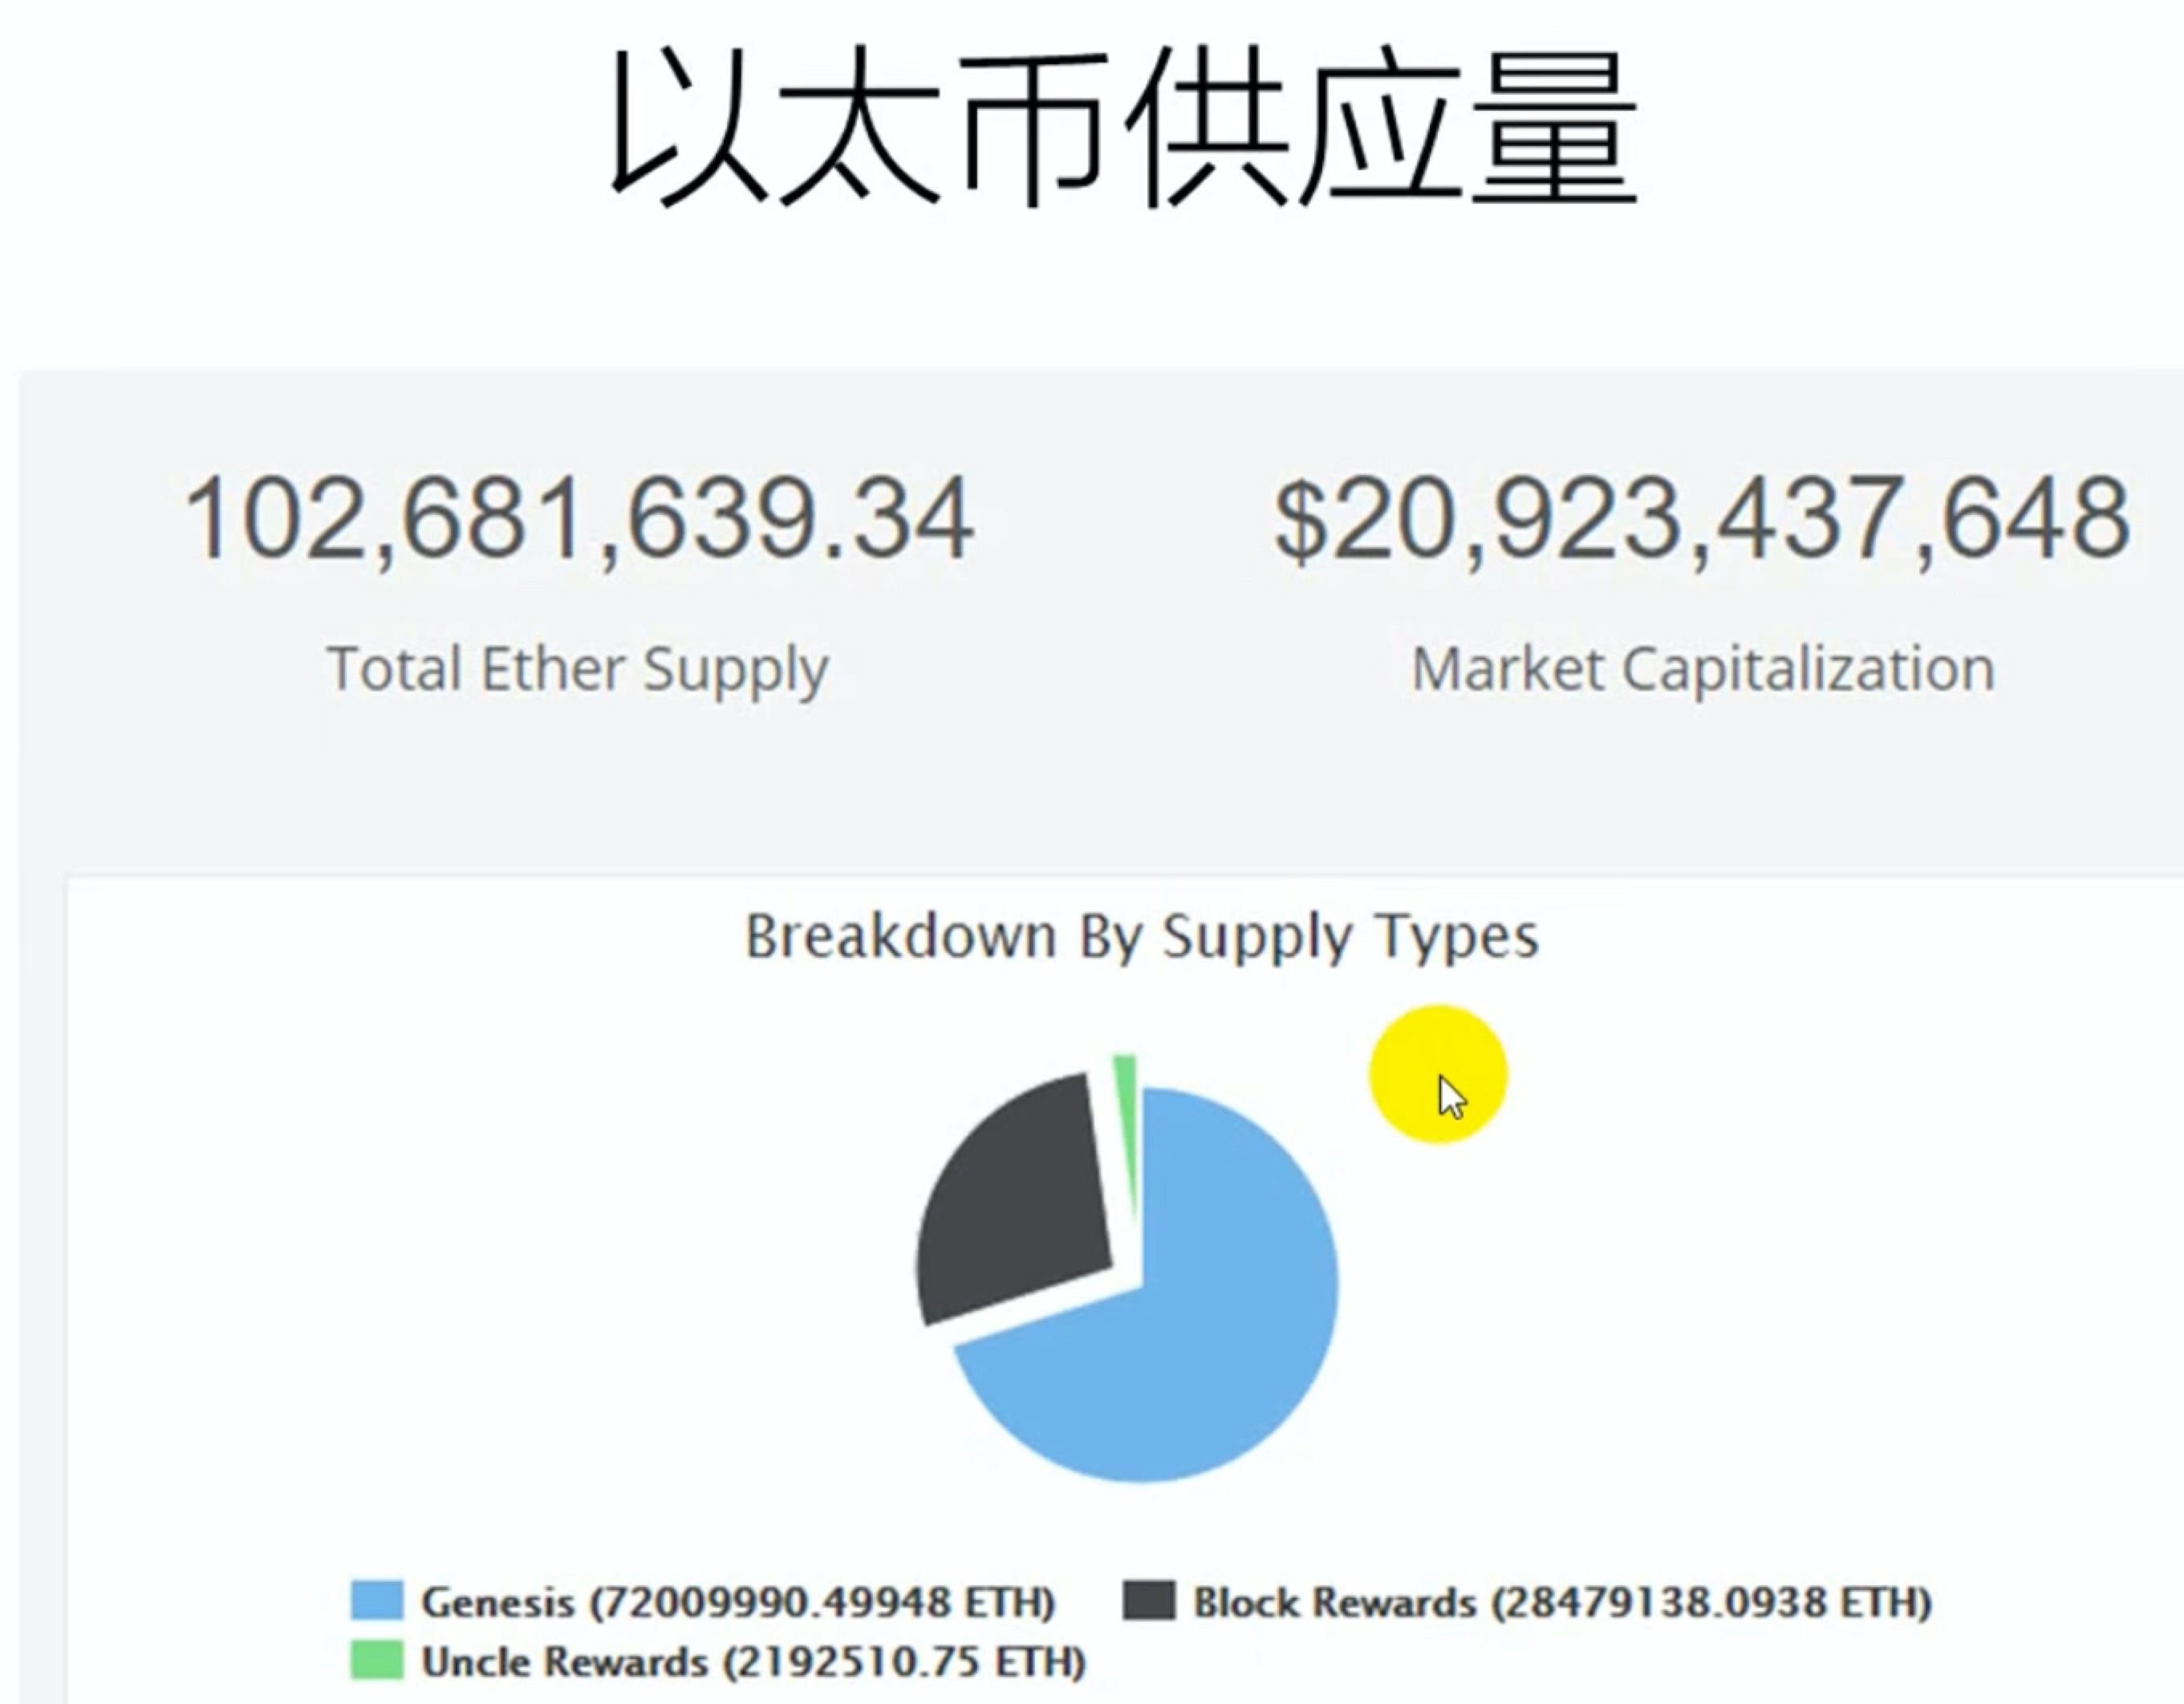 以太币供应量
102,681,639.34 $20,923,437,648
Total Ether Supply Market Capitalization
Breakdown By Supply Types
Genesis (72009990.49948 ETH) Block Rewards (28479138.0938 ETH)
Uncle Rewards (2192510.75 ETH)